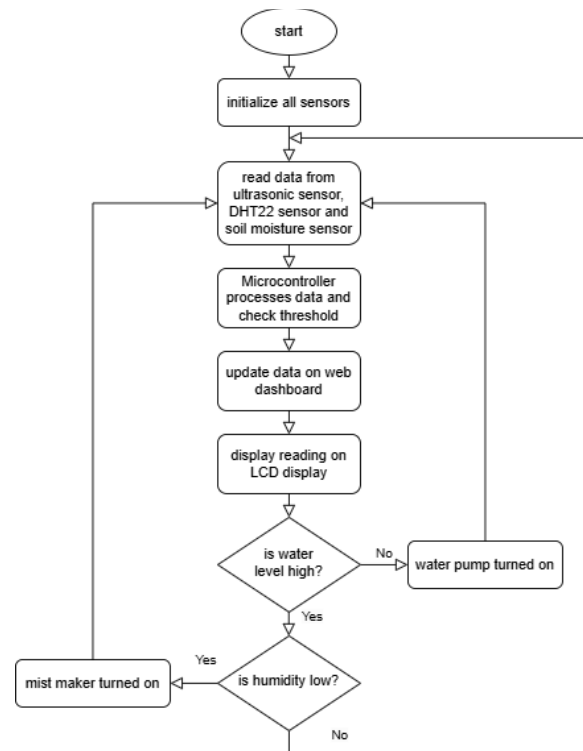 start
initialize all sensors
read data from
ultrasonic sensor,
DHT22 sensor and
soil moisture sensor
Microcontroller
processes data and
check threshold
update data on web
dashboard
display reading on
LCD display
is water
level high?
No
water pump turned on
Yes
is humidity low?
Yes
mist maker turned on
No